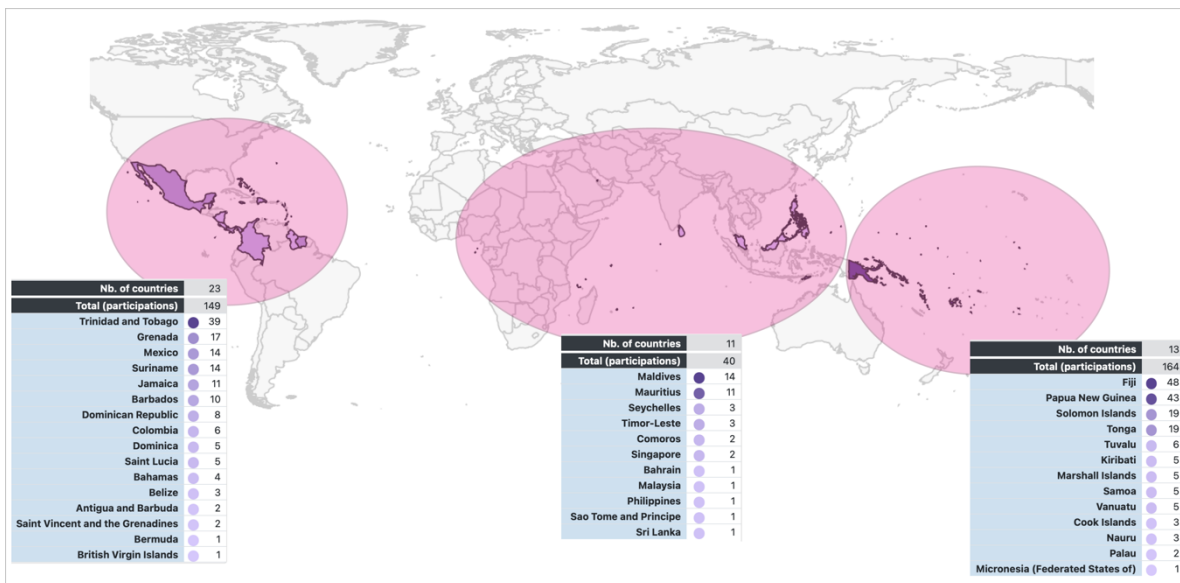 Nb. of countries 23
Total (participations) 149
Trinidad and Tobago 39
Grenada 17
Mexico 14
Suriname 14
Jamaica 11
Barbados 10
Dominican Republic 8
Colombia 6
Dominica 5
Saint Lucia 5
Bahamas 4
Belize 3
Antigua and Barbuda 2
Saint Vincent and the Grenadines 2
Bermuda 1
British Virgin Islands 1
Nb. of countries 11
Total (participations) 40
Maldives 14
Mauritius 11
Seychelles 3
Timor-Leste 3
Comoros 2
Singapore 2
Bahrain 1
Malaysia 1
Philippines 1
Sao Tome and Principe 1
Sri Lanka 1
Nb. of countries 13
Total (participations) 164
Fiji 48
Papua New Guinea 43
Solomon Islands 19
Tonga 19
Tuvalu 6
Kiribati 5
Marshall Islands 5
Samoa 5
Vanuatu 5
Cook Islands 3
Nauru 3
Palau 2
Micronesia (Federated States of) 1